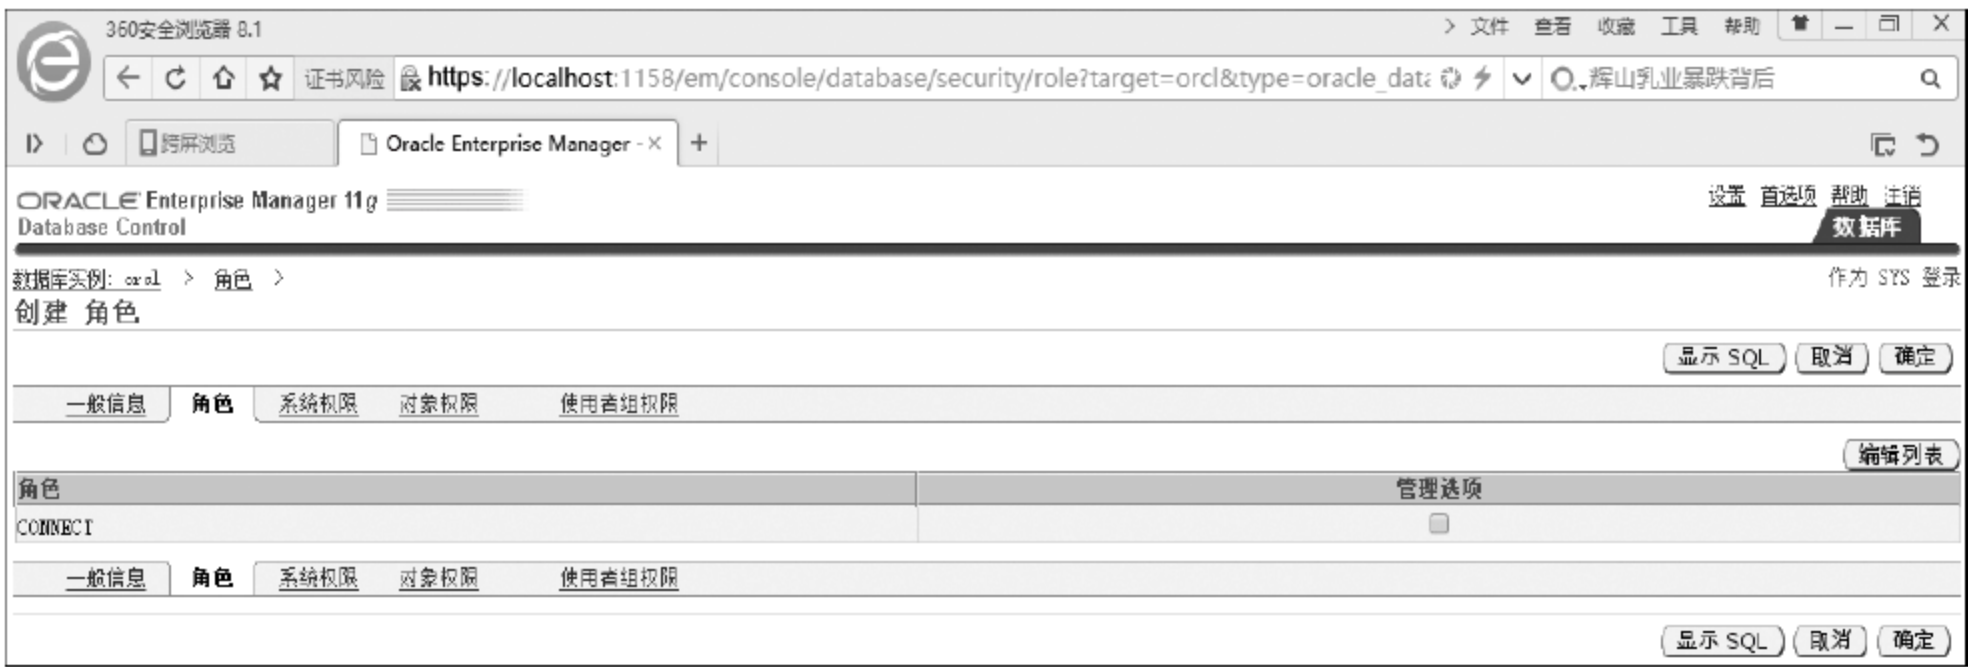 360安全浏览器 8.1 > 文件 查看 收藏 工具 帮助
证书风险 https://localhost:1158/em/console/database/security/role?target=orcl&type=oracle_data 辉山乳业暴跌背后
跨屏浏览 Oracle Enterprise Manager - × +
ORACLE Enterprise Manager 11g 设置 首选项 帮助 注销
Database Control 数据库
数据库实例: orcl > 角色 > 作为 SYS 登录
创建 角色
显示 SQL 取消 确定
一般信息 角色 系统权限 对象权限 使用者组权限
编辑列表
角色 管理选项
CONNECT
一般信息 角色 系统权限 对象权限 使用者组权限
显示 SQL 取消 确定